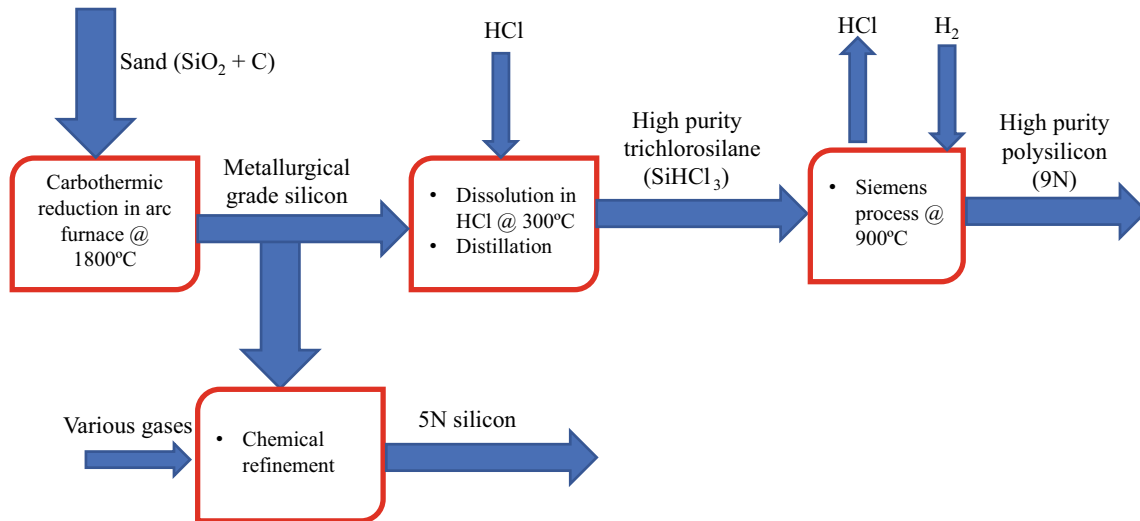 Sand (SiO₂ + C)
Carbothermic
reduction in arc
furnace @
1800ºC
Metallurgical
grade silicon
HCl
• Dissolution in
HCl @ 300ºC
• Distillation
High purity
trichlorosilane
(SiHCl₃)
HCl
H₂
• Siemens
process @
900ºC
High purity
polysilicon
(9N)
Various gases
• Chemical
refinement
5N silicon